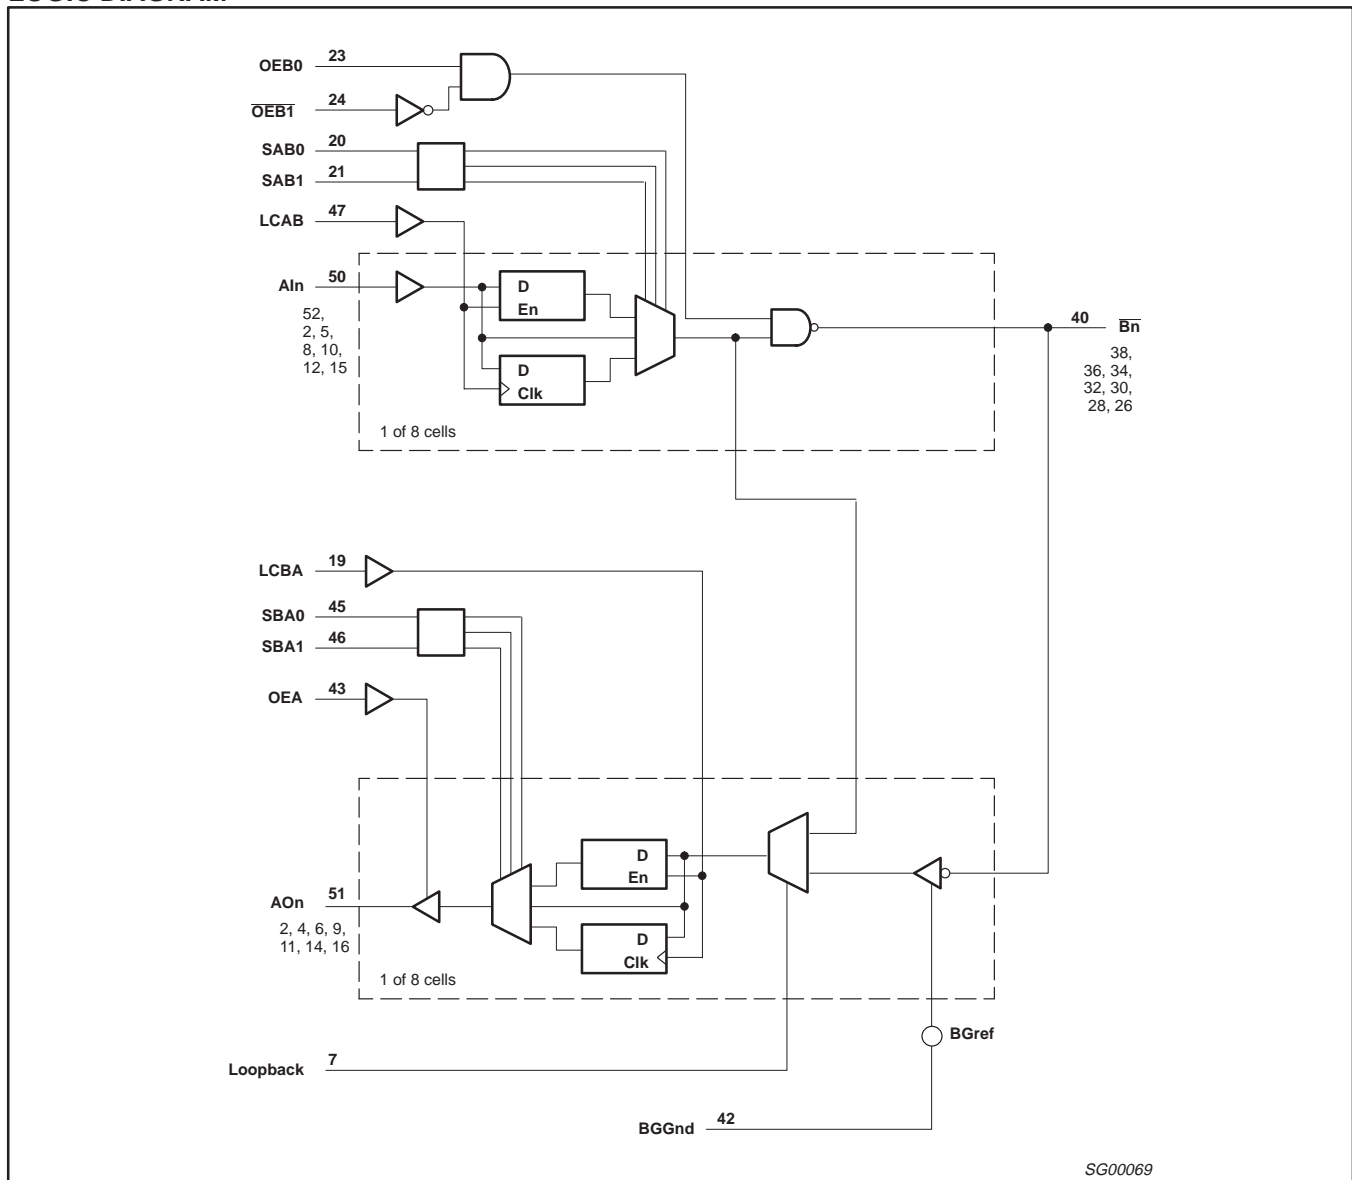 OEB0 23
OEB1 24
SAB0 20
SAB1 21
LCAB 47
AIn 50
52,
2, 5,
8, 10,
12, 15
D
En
D
Clk
1 of 8 cells
40 Bn
38,
36, 34,
32, 30,
28, 26
LCBA 19
SBA0 45
SBA1 46
OEA 43
D
En
D
Clk
AOn 51
2, 4, 6, 9,
11, 14, 16
1 of 8 cells
BGref
Loopback 7
BGGnd 42
SG00069